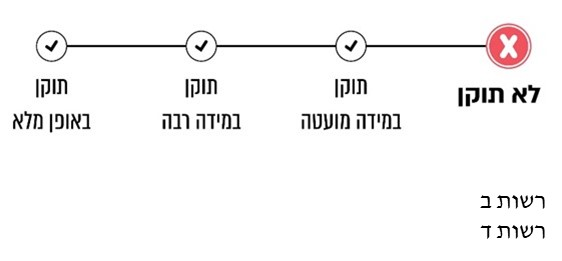 לא תוקן
תוקן
במידה מועטה
תוקן
במידה רבה
תוקן
באופן מלא
רשות ב
רשות ד